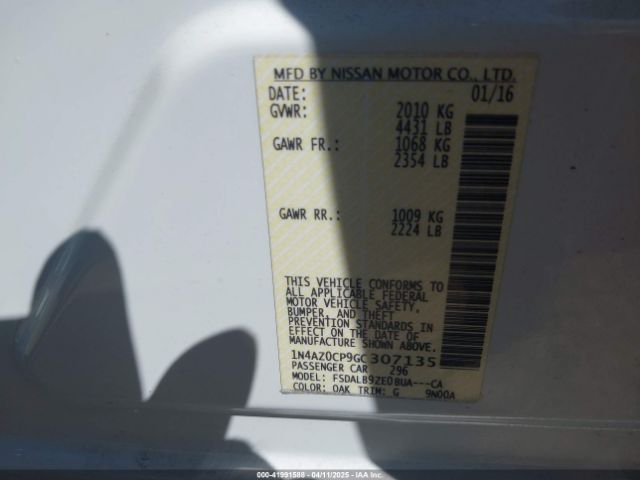 MFD BY NISSAN MOTOR CO., LTD.
DATE: 01/16
GVWR: 2010 KG
4431 LB
GAWR FR.: 1068 KG
2354 LB
GAWR RR.: 1009 KG
2224 LB
THIS VEHICLE CONFORMS TO
ALL APPLICABLE FEDERAL
MOTOR VEHICLE SAFETY,
BUMPER, AND THEFT
PREVENTION STANDARDS IN
EFFECT ON THE DATE OF
MANUFACTURE SHOWN ABOVE.
1N4AZ0CP9GC307135
PASSENGER CAR 296
MODEL: FSDALB9ZE08UA---CA
COLOR: QAK TRIM: G 9N00A
000-41991588 - 04/11/2025 - IAA Inc.